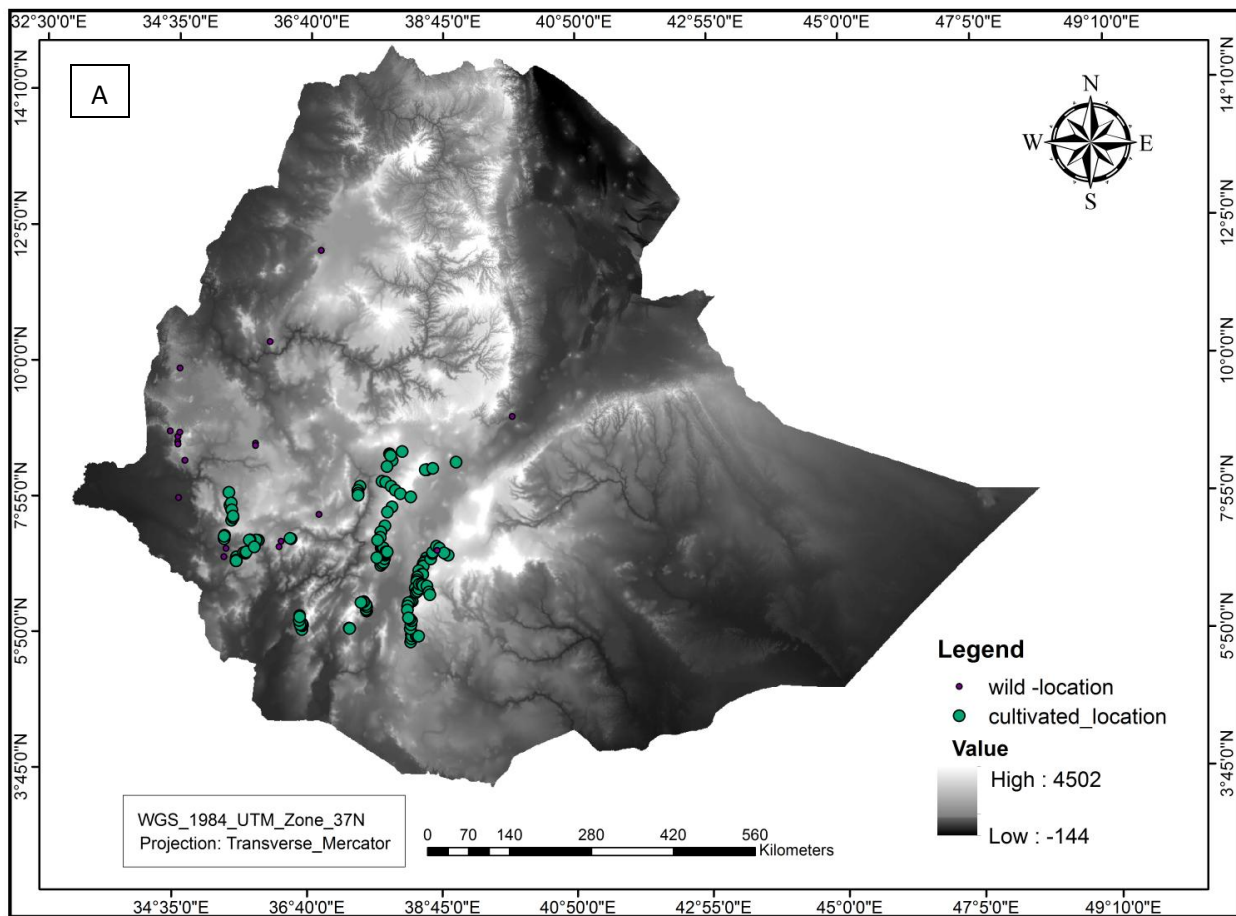 32°30'0"E 34°35'0"E 36°40'0"E 38°45'0"E 40°50'0"E 42°55'0"E 45°0'0"E 47°5'0"E 49°10'0"E
A
N
W E
S
14°10'0"N 14°10'0"N
12°5'0"N 12°5'0"N
10°0'0"N 10°0'0"N
7°55'0"N 7°55'0"N
5°50'0"N 5°50'0"N
3°45'0"N 3°45'0"N
Legend
wild -location
cultivated_location
Value
High : 4502
Low : -144
WGS_1984_UTM_Zone_37N
Projection: Transverse_Mercator
0 70 140 280 420 560
Kilometers
34°35'0"E 36°40'0"E 38°45'0"E 40°50'0"E 42°55'0"E 45°0'0"E 47°5'0"E 49°10'0"E